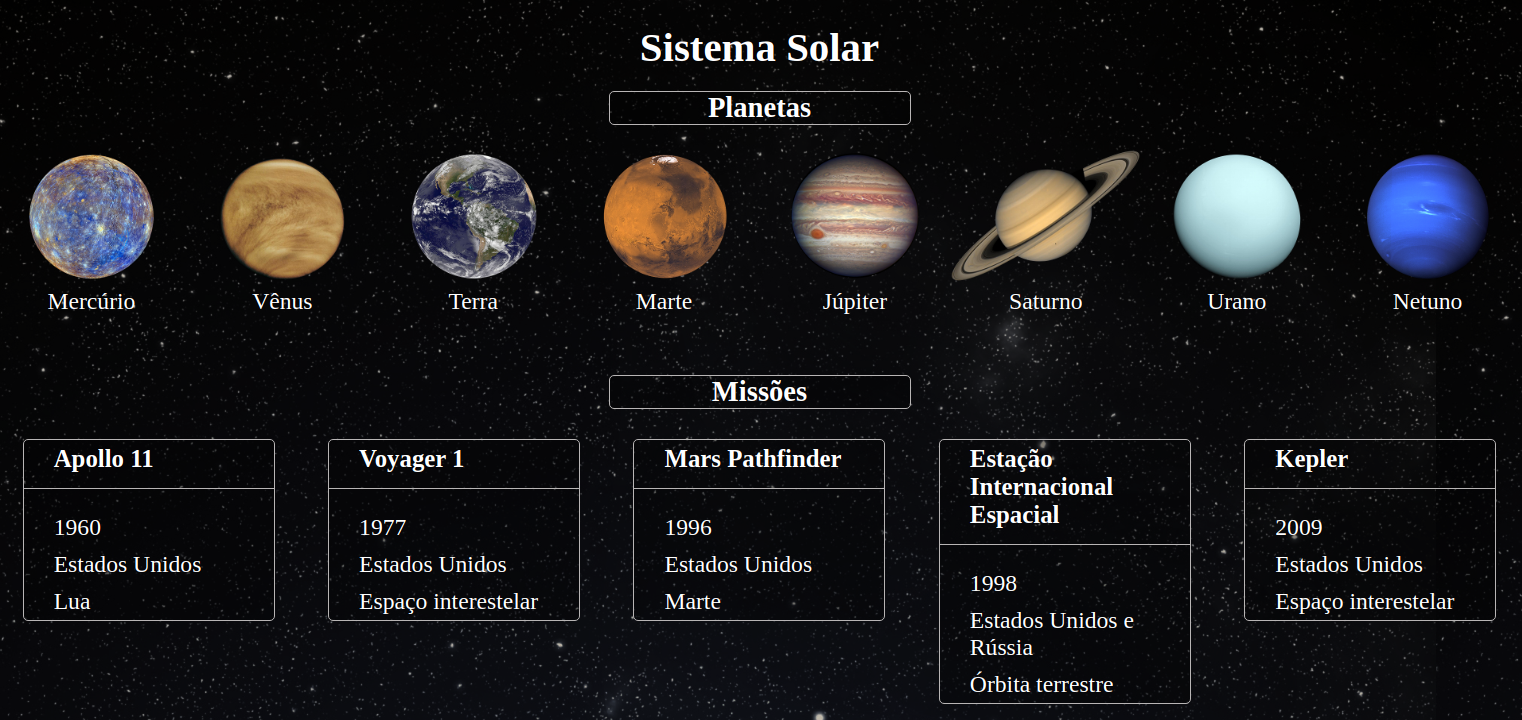 Sistema Solar
Planetas
Mercúrio
Vênus
Terra
Marte
Júpiter
Saturno
Urano
Netuno
Missões
Apollo 11
1960
Estados Unidos
Lua
Voyager 1
1977
Estados Unidos
Espaço interestelar
Mars Pathfinder
1996
Estados Unidos
Marte
Estação
Internacional
Espacial
1998
Estados Unidos e
Rússia
Órbita terrestre
Kepler
2009
Estados Unidos
Espaço interestelar